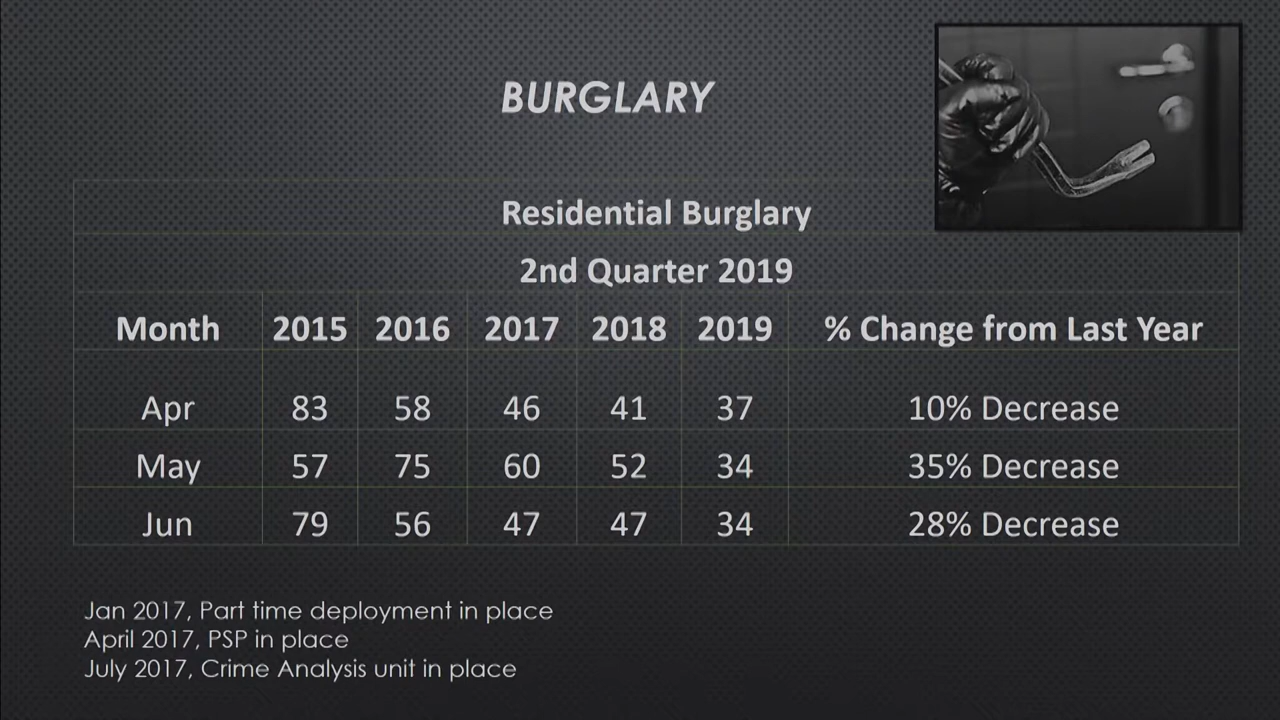 BURGLARY
Residential Burglary
2nd Quarter 2019
Month 2015 2016 2017 2018 2019 % Change from Last Year
Apr 83 58 46 41 37 10% Decrease
May 57 75 60 52 34 35% Decrease
Jun 79 56 47 47 34 28% Decrease
Jan 2017, Part time deployment in place
April 2017, PSP in place
July 2017, Crime Analysis unit in place